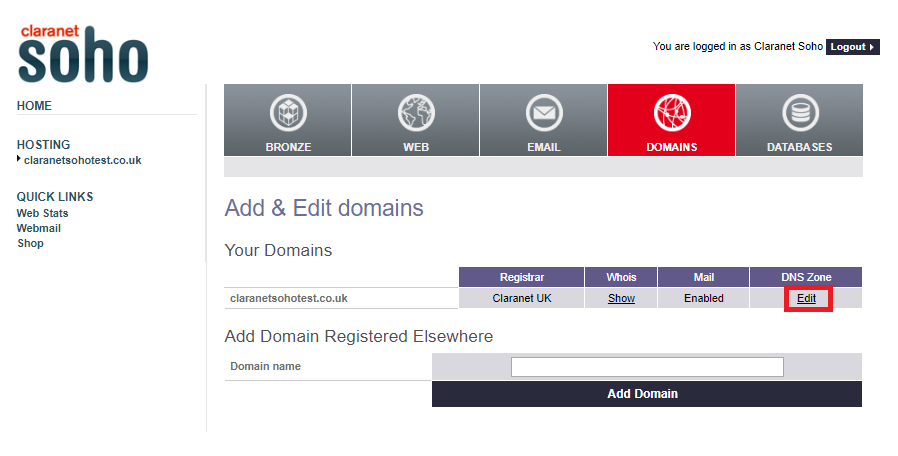 claranet
soho
You are logged in as Claranet Soho Logout
HOME
HOSTING
claranetsohotest.co.uk
QUICK LINKS
Web Stats
Webmail
Shop
BRONZE WEB EMAIL DOMAINS DATABASES
Add & Edit domains
Your Domains
Registrar Whois Mail DNS Zone
claranetsohotest.co.uk Claranet UK Show Enabled Edit
Add Domain Registered Elsewhere
Domain name
Add Domain